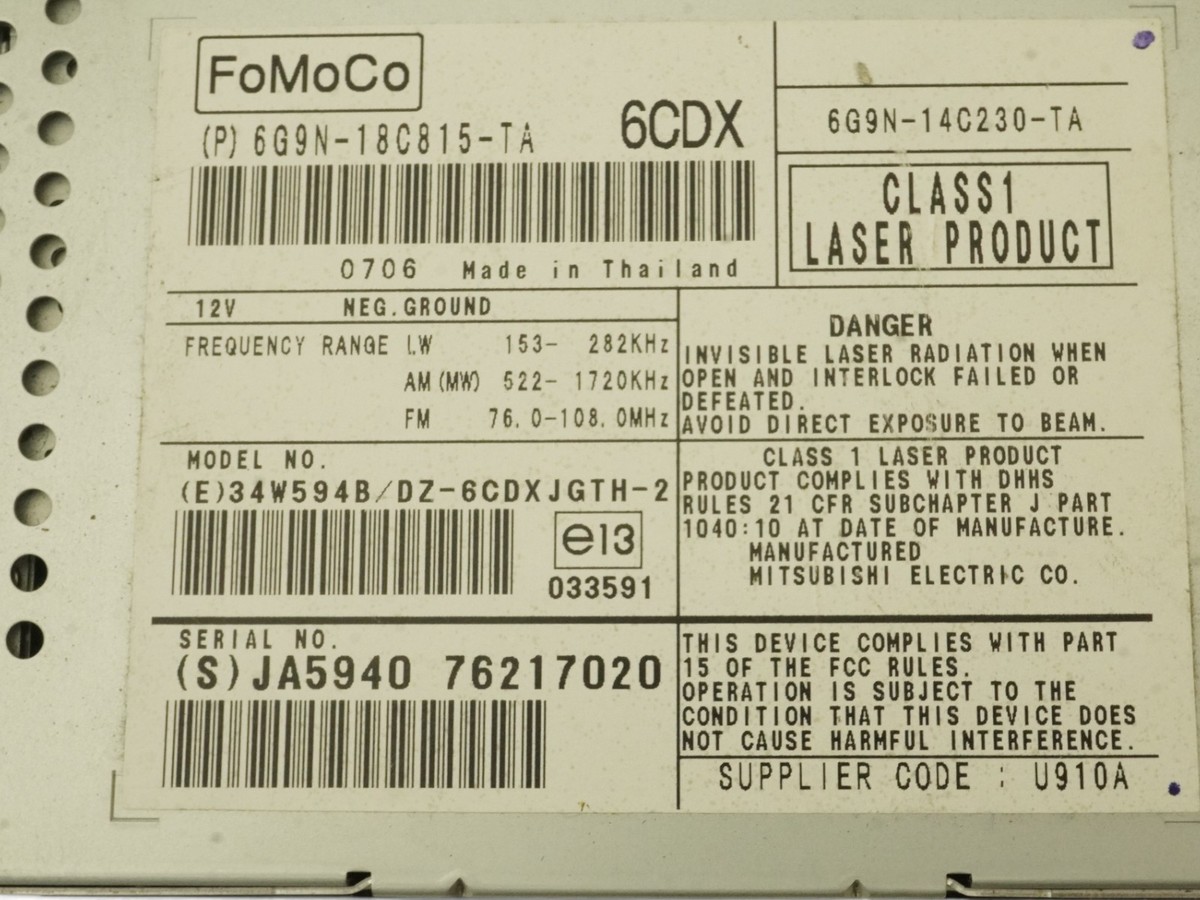 FoMoCo
(P) 6G9N-18C815-TA 6CDX
0706 Made in Thailand
6G9N-14C230-TA
CLASS1
LASER PRODUCT
12V NEG.GROUND
FREQUENCY RANGE LW 153- 282KHz
AM(MW) 522- 1720KHz
FM 76.0-108.0MHz
DANGER
INVISIBLE LASER RADIATION WHEN
OPEN AND INTERLOCK FAILED OR
DEFEATED.
AVOID DIRECT EXPOSURE TO BEAM.
MODEL NO.
(E)34W594B/DZ-6CDXJGTH-2
e13
033591
CLASS 1 LASER PRODUCT
PRODUCT COMPLIES WITH DHHS
RULES 21 CFR SUBCHAPTER J PART
1040:10 AT DATE OF MANUFACTURE.
MANUFACTURED
MITSUBISHI ELECTRIC CO.
SERIAL NO.
(S)JA5940 76217020
THIS DEVICE COMPLIES WITH PART
15 OF THE FCC RULES.
OPERATION IS SUBJECT TO THE
CONDITION THAT THIS DEVICE DOES
NOT CAUSE HARMFUL INTERFERENCE.
SUPPLIER CODE : U910A